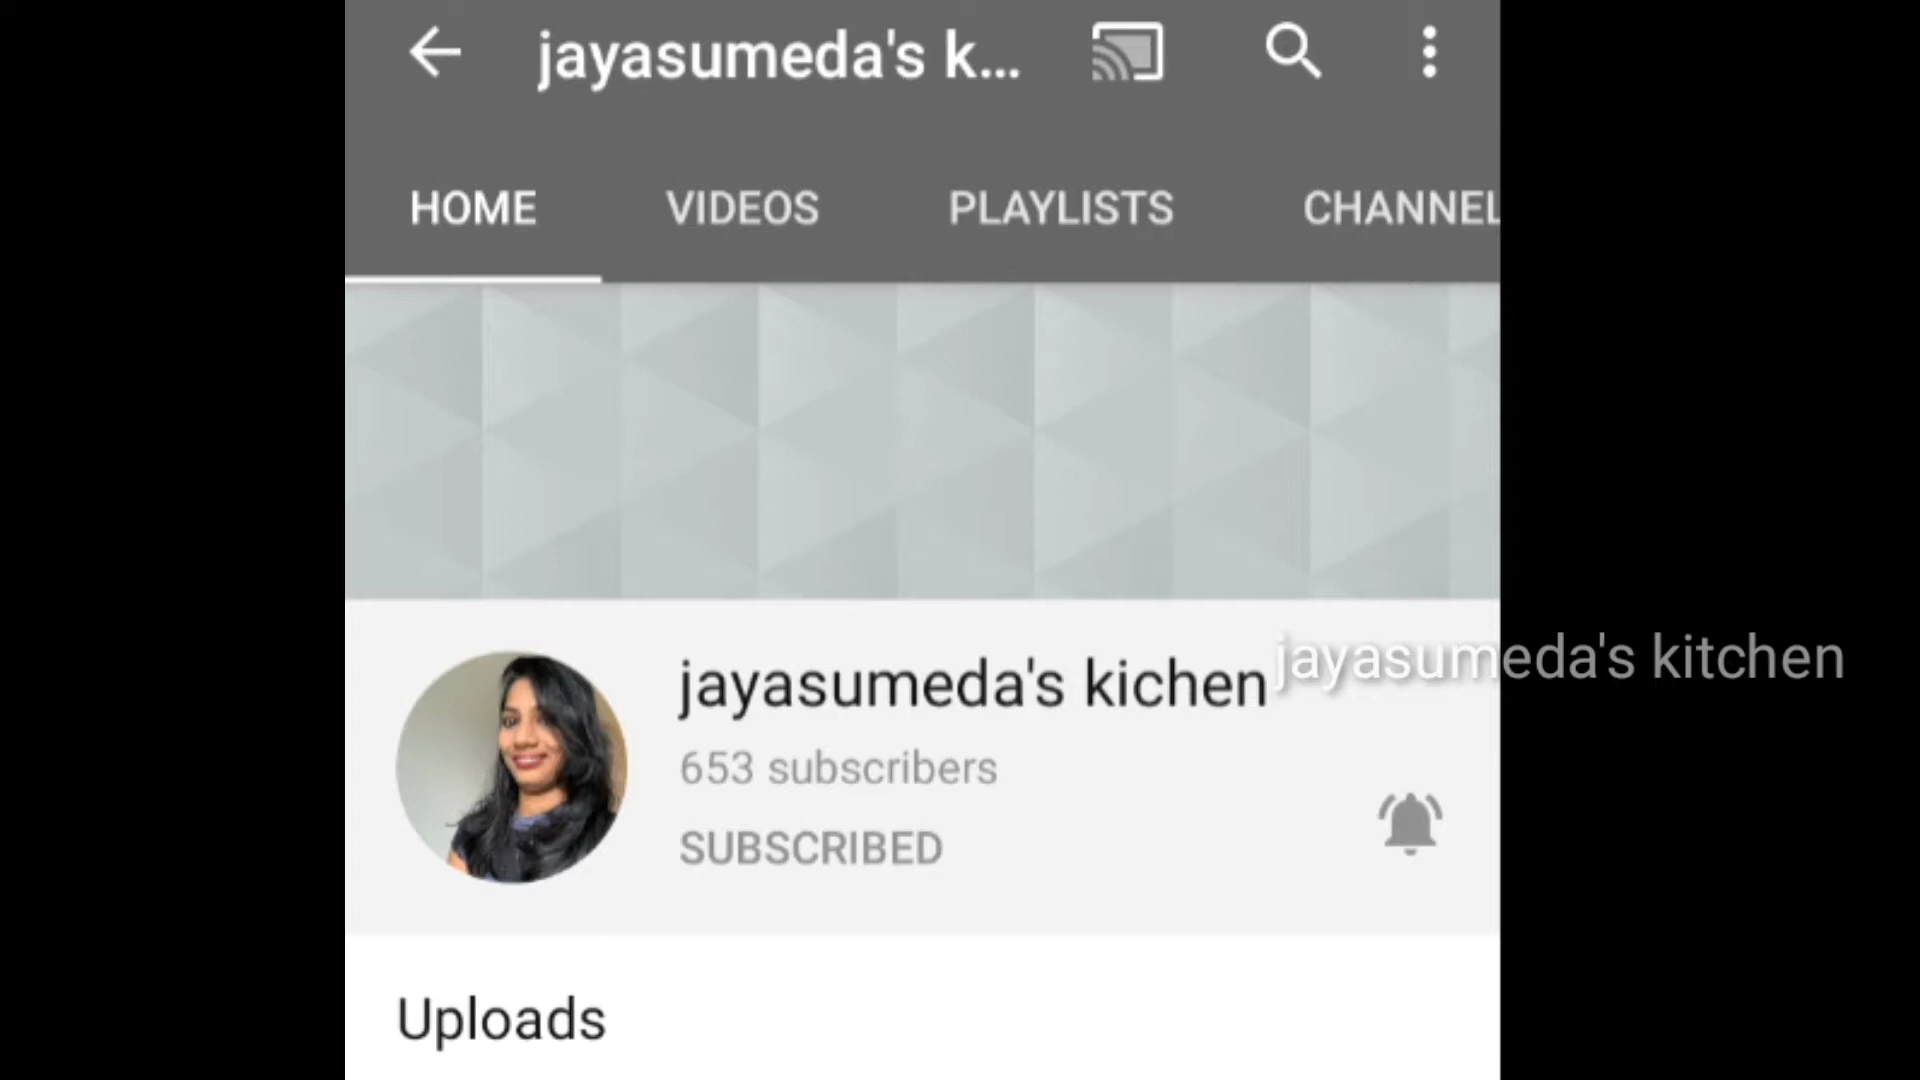 jayasumeda's k...
HOME VIDEOS PLAYLISTS CHANNEL
jayasumeda's kichen
jayasumeda's kitchen
653 subscribers
SUBSCRIBED
Uploads